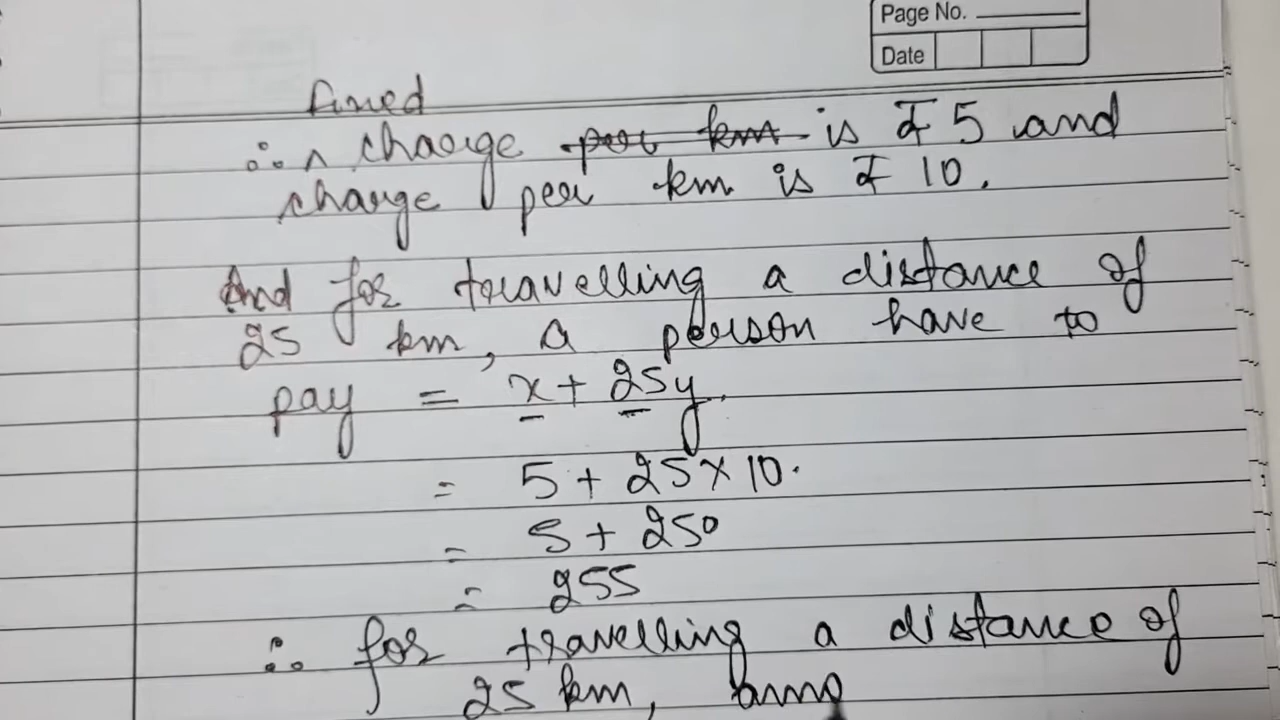 Page No.
Date
fixed
∴ ^ charge per km is ₹ 5 and
charge per km is ₹ 10.
And for travelling a distance of
25 km, a person have to
pay = x + 25y.
= 5 + 25 × 10.
= 5 + 250
= 255
∴ for travelling a distance of
25 km, amo